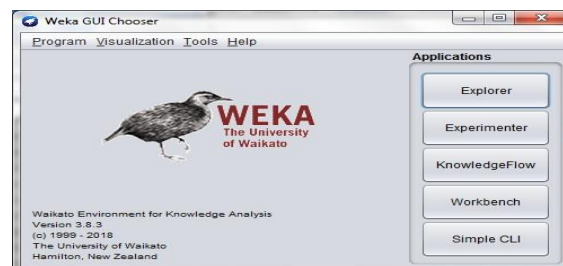 Weka GUI Chooser
Program Visualization Tools Help
Applications
Explorer
Experimenter
KnowledgeFlow
Workbench
Simple CLI
WEKA
The University
of Waikato
Waikato Environment for Knowledge Analysis
Version 3.8.3
(c) 1999 - 2018
The University of Waikato
Hamilton, New Zealand